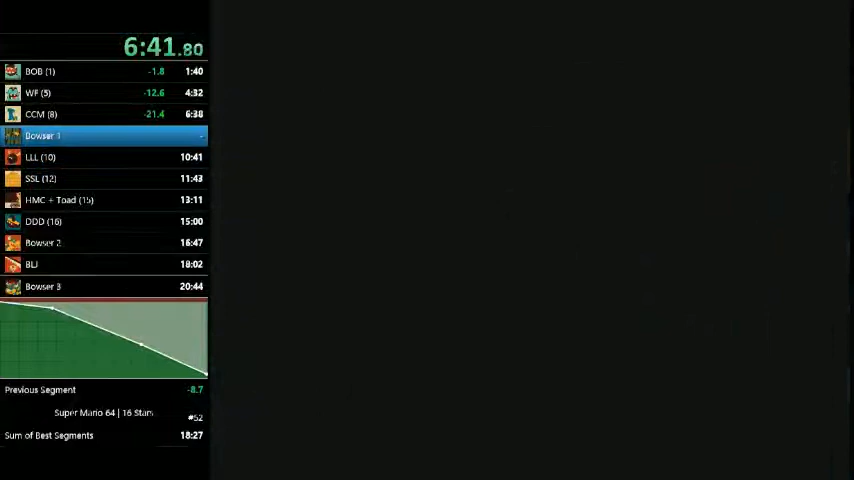 6:41.80
BOB (1) -1.8 1:40
WF (5) -12.6 4:32
CCM (8) -21.4 6:38
Bowser 1 -
LLL (10) 10:41
SSL (12) 11:43
HMC + Toad (15) 13:11
DDD (16) 15:00
Bowser 2 16:47
BLJ 18:02
Bowser 3 20:44
Previous Segment -8.7
Super Mario 64 | 16 Stars
#52
Sum of Best Segments 18:27